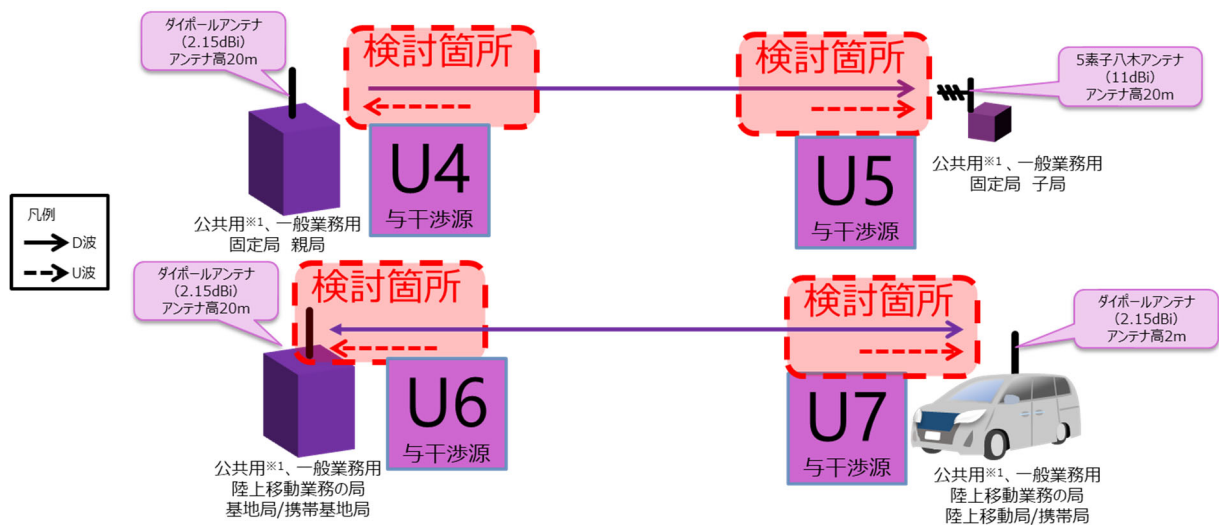 ダイポールアンテナ
（2.15dBi）
アンテナ高20m
検討箇所
検討箇所
5素子八木アンテナ
（11dBi）
アンテナ高20m
U4
与干渉源
U5
与干渉源
公共用※1、一般業務用
固定局 親局
公共用※1、一般業務用
固定局 子局
凡例
D波
U波
ダイポールアンテナ
（2.15dBi）
アンテナ高20m
検討箇所
検討箇所
ダイポールアンテナ
（2.15dBi）
アンテナ高2m
U6
与干渉源
U7
与干渉源
公共用※1、一般業務用
陸上移動業務の局
基地局/携帯基地局
公共用※1、一般業務用
陸上移動業務の局
陸上移動局/携帯局